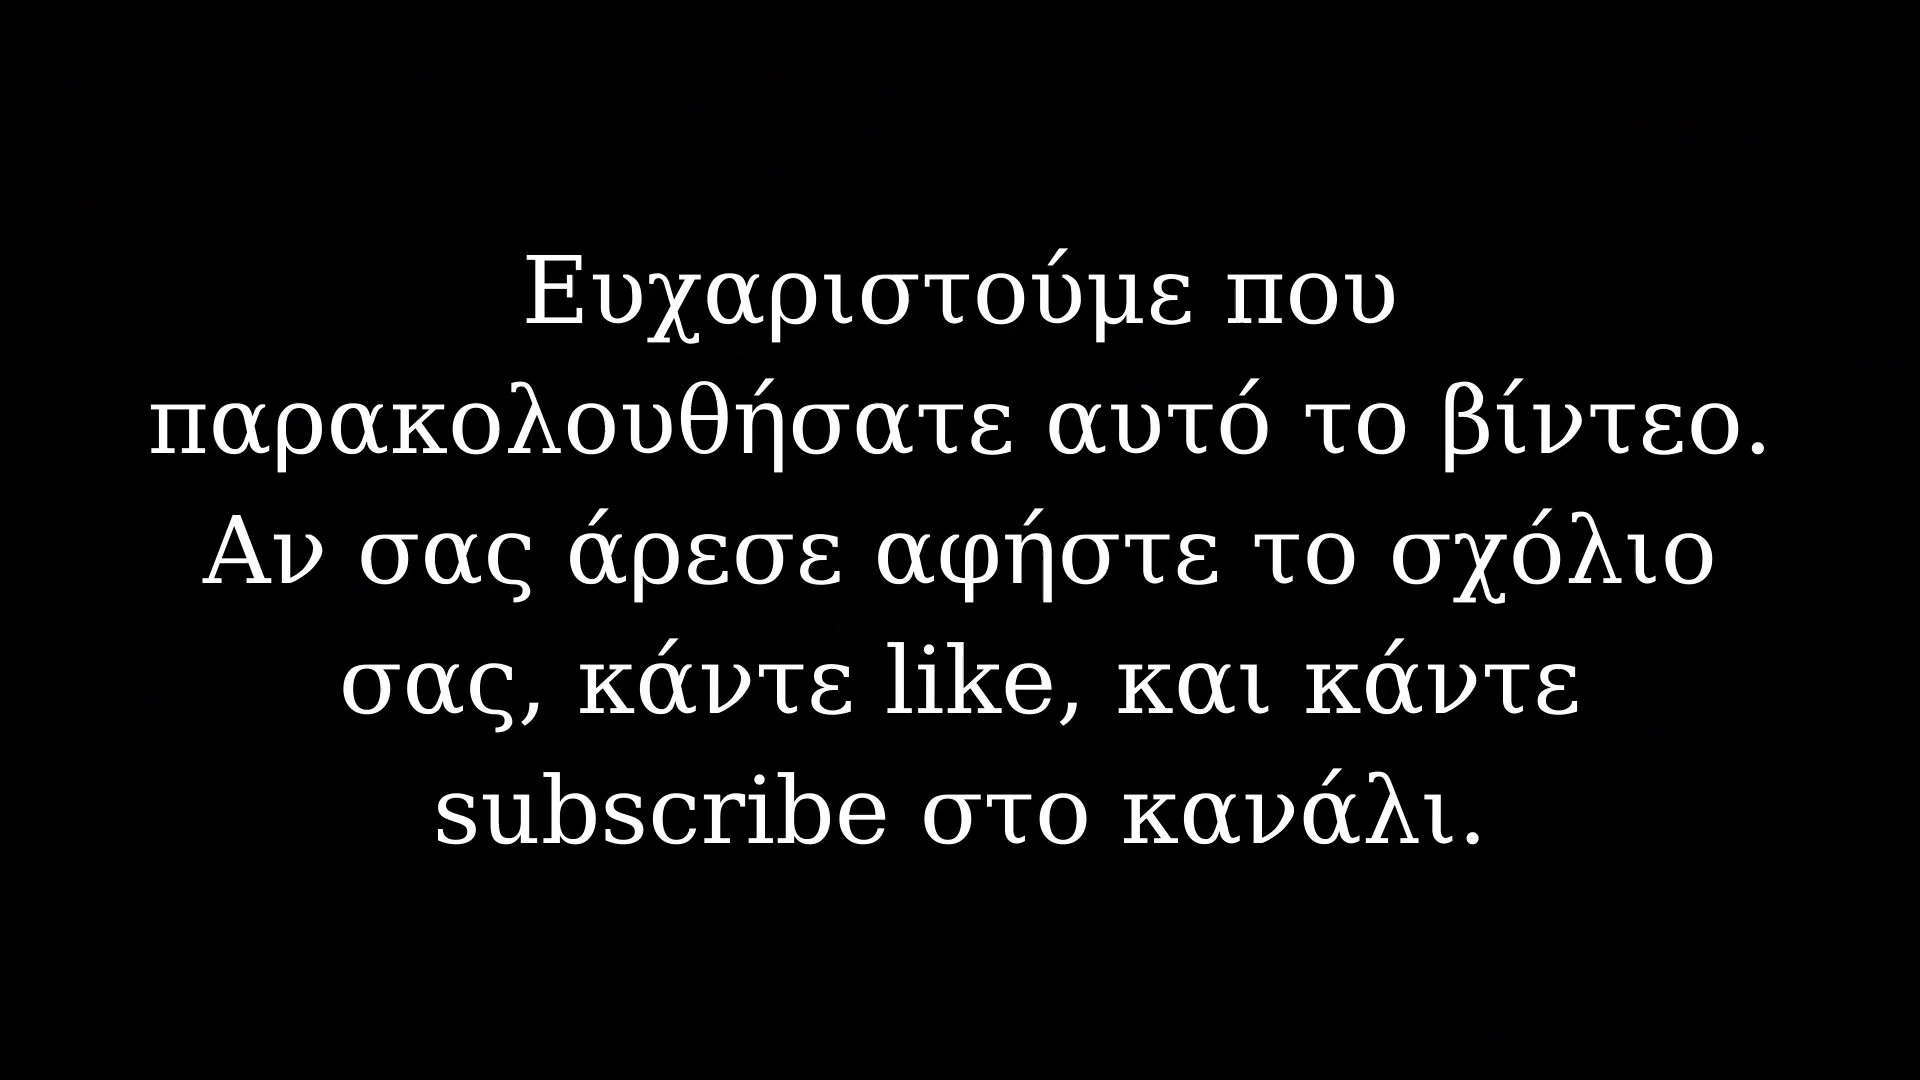 Ευχαριστούμε που
παρακολουθήσατε αυτό το βίντεο.
Αν σας άρεσε αφήστε το σχόλιο
σας, κάντε like, και κάντε
subscribe στο κανάλι.